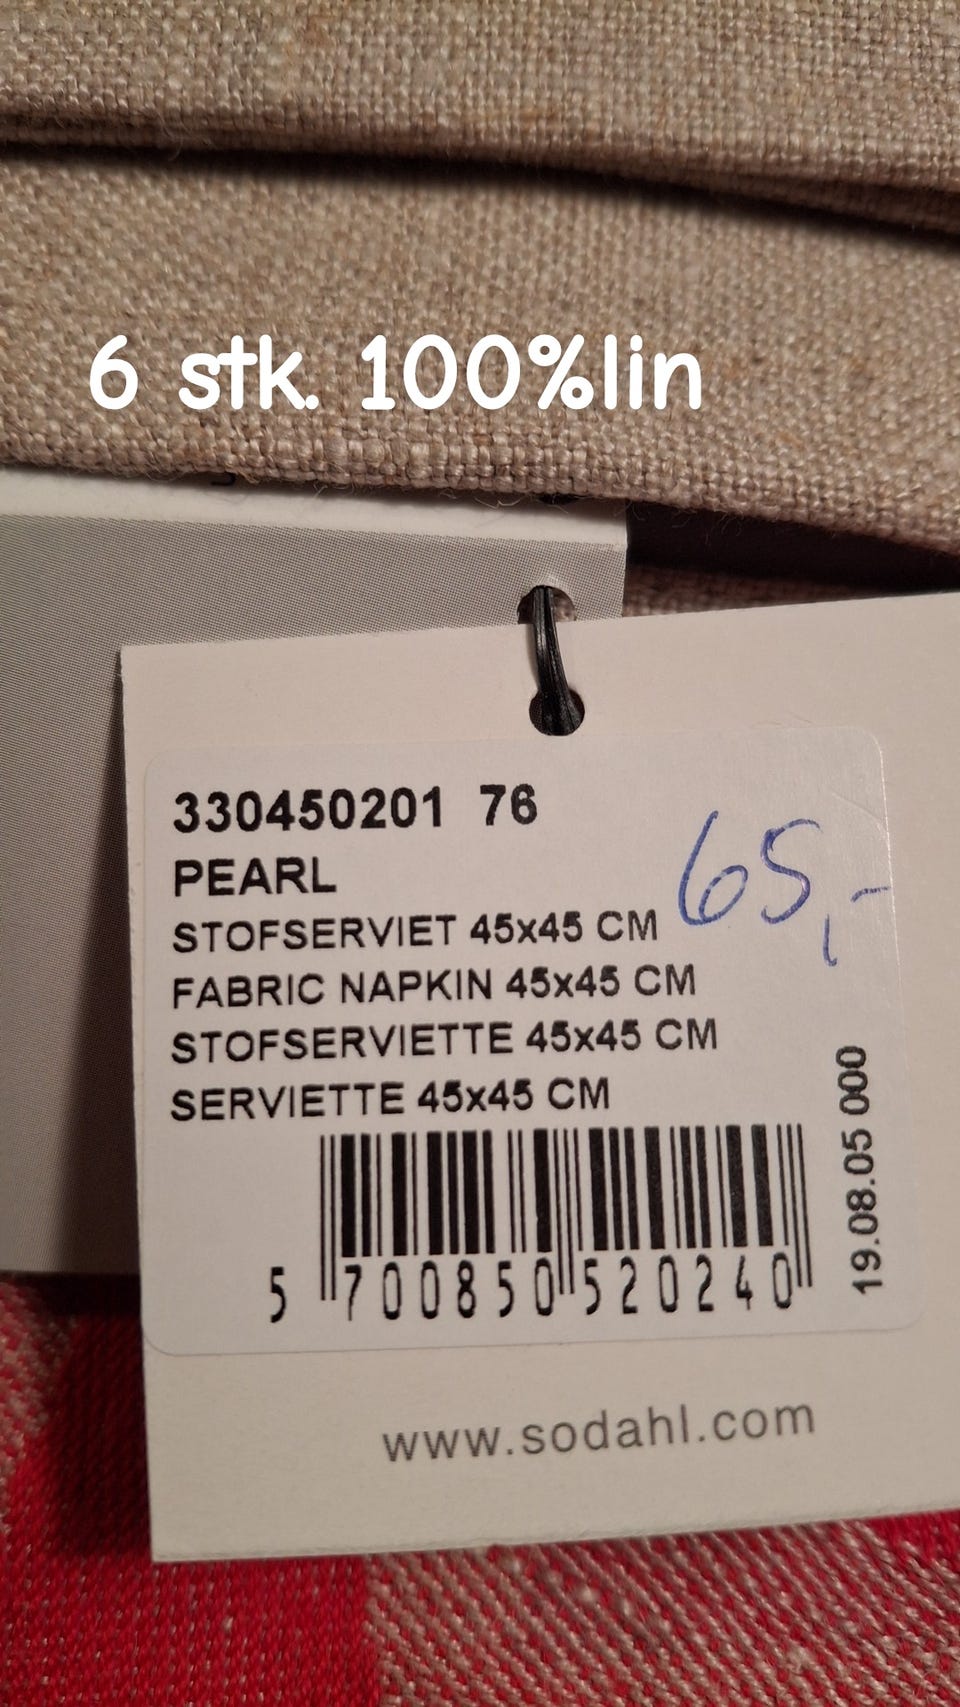 6 stk. 100%lin
330450201 76
PEARL
65,-
STOFSERVIET 45x45 CM
FABRIC NAPKIN 45x45 CM
STOFSERVIETTE 45x45 CM
SERVIETTE 45x45 CM
19.08.05 000
5 700850 520240
www.sodahl.com